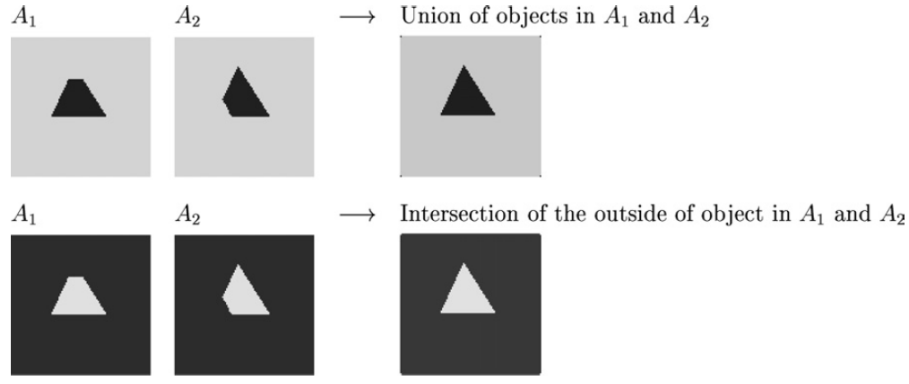 A₁ A₂ → Union of objects in A₁ and A₂
A₁ A₂ → Intersection of the outside of object in A₁ and A₂